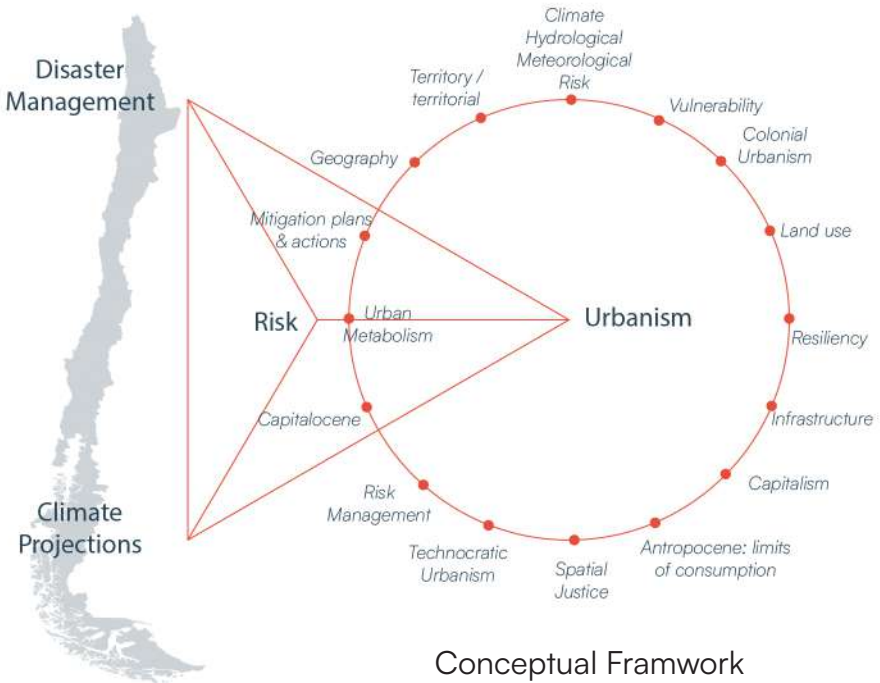 Disaster
Management
Climate
Hydrological
Meteorological
Risk
Territory /
territorial
Vulnerability
Colonial
Urbanism
Geography
Mitigation plans
& actions
Land use
Risk
Urban
Metabolism
Urbanism
Resiliency
Capitalocene
Infrastructure
Risk
Management
Capitalism
Climate
Projections
Technocratic
Urbanism
Spatial
Justice
Antropocene: limits
of consumption
Conceptual Framwork